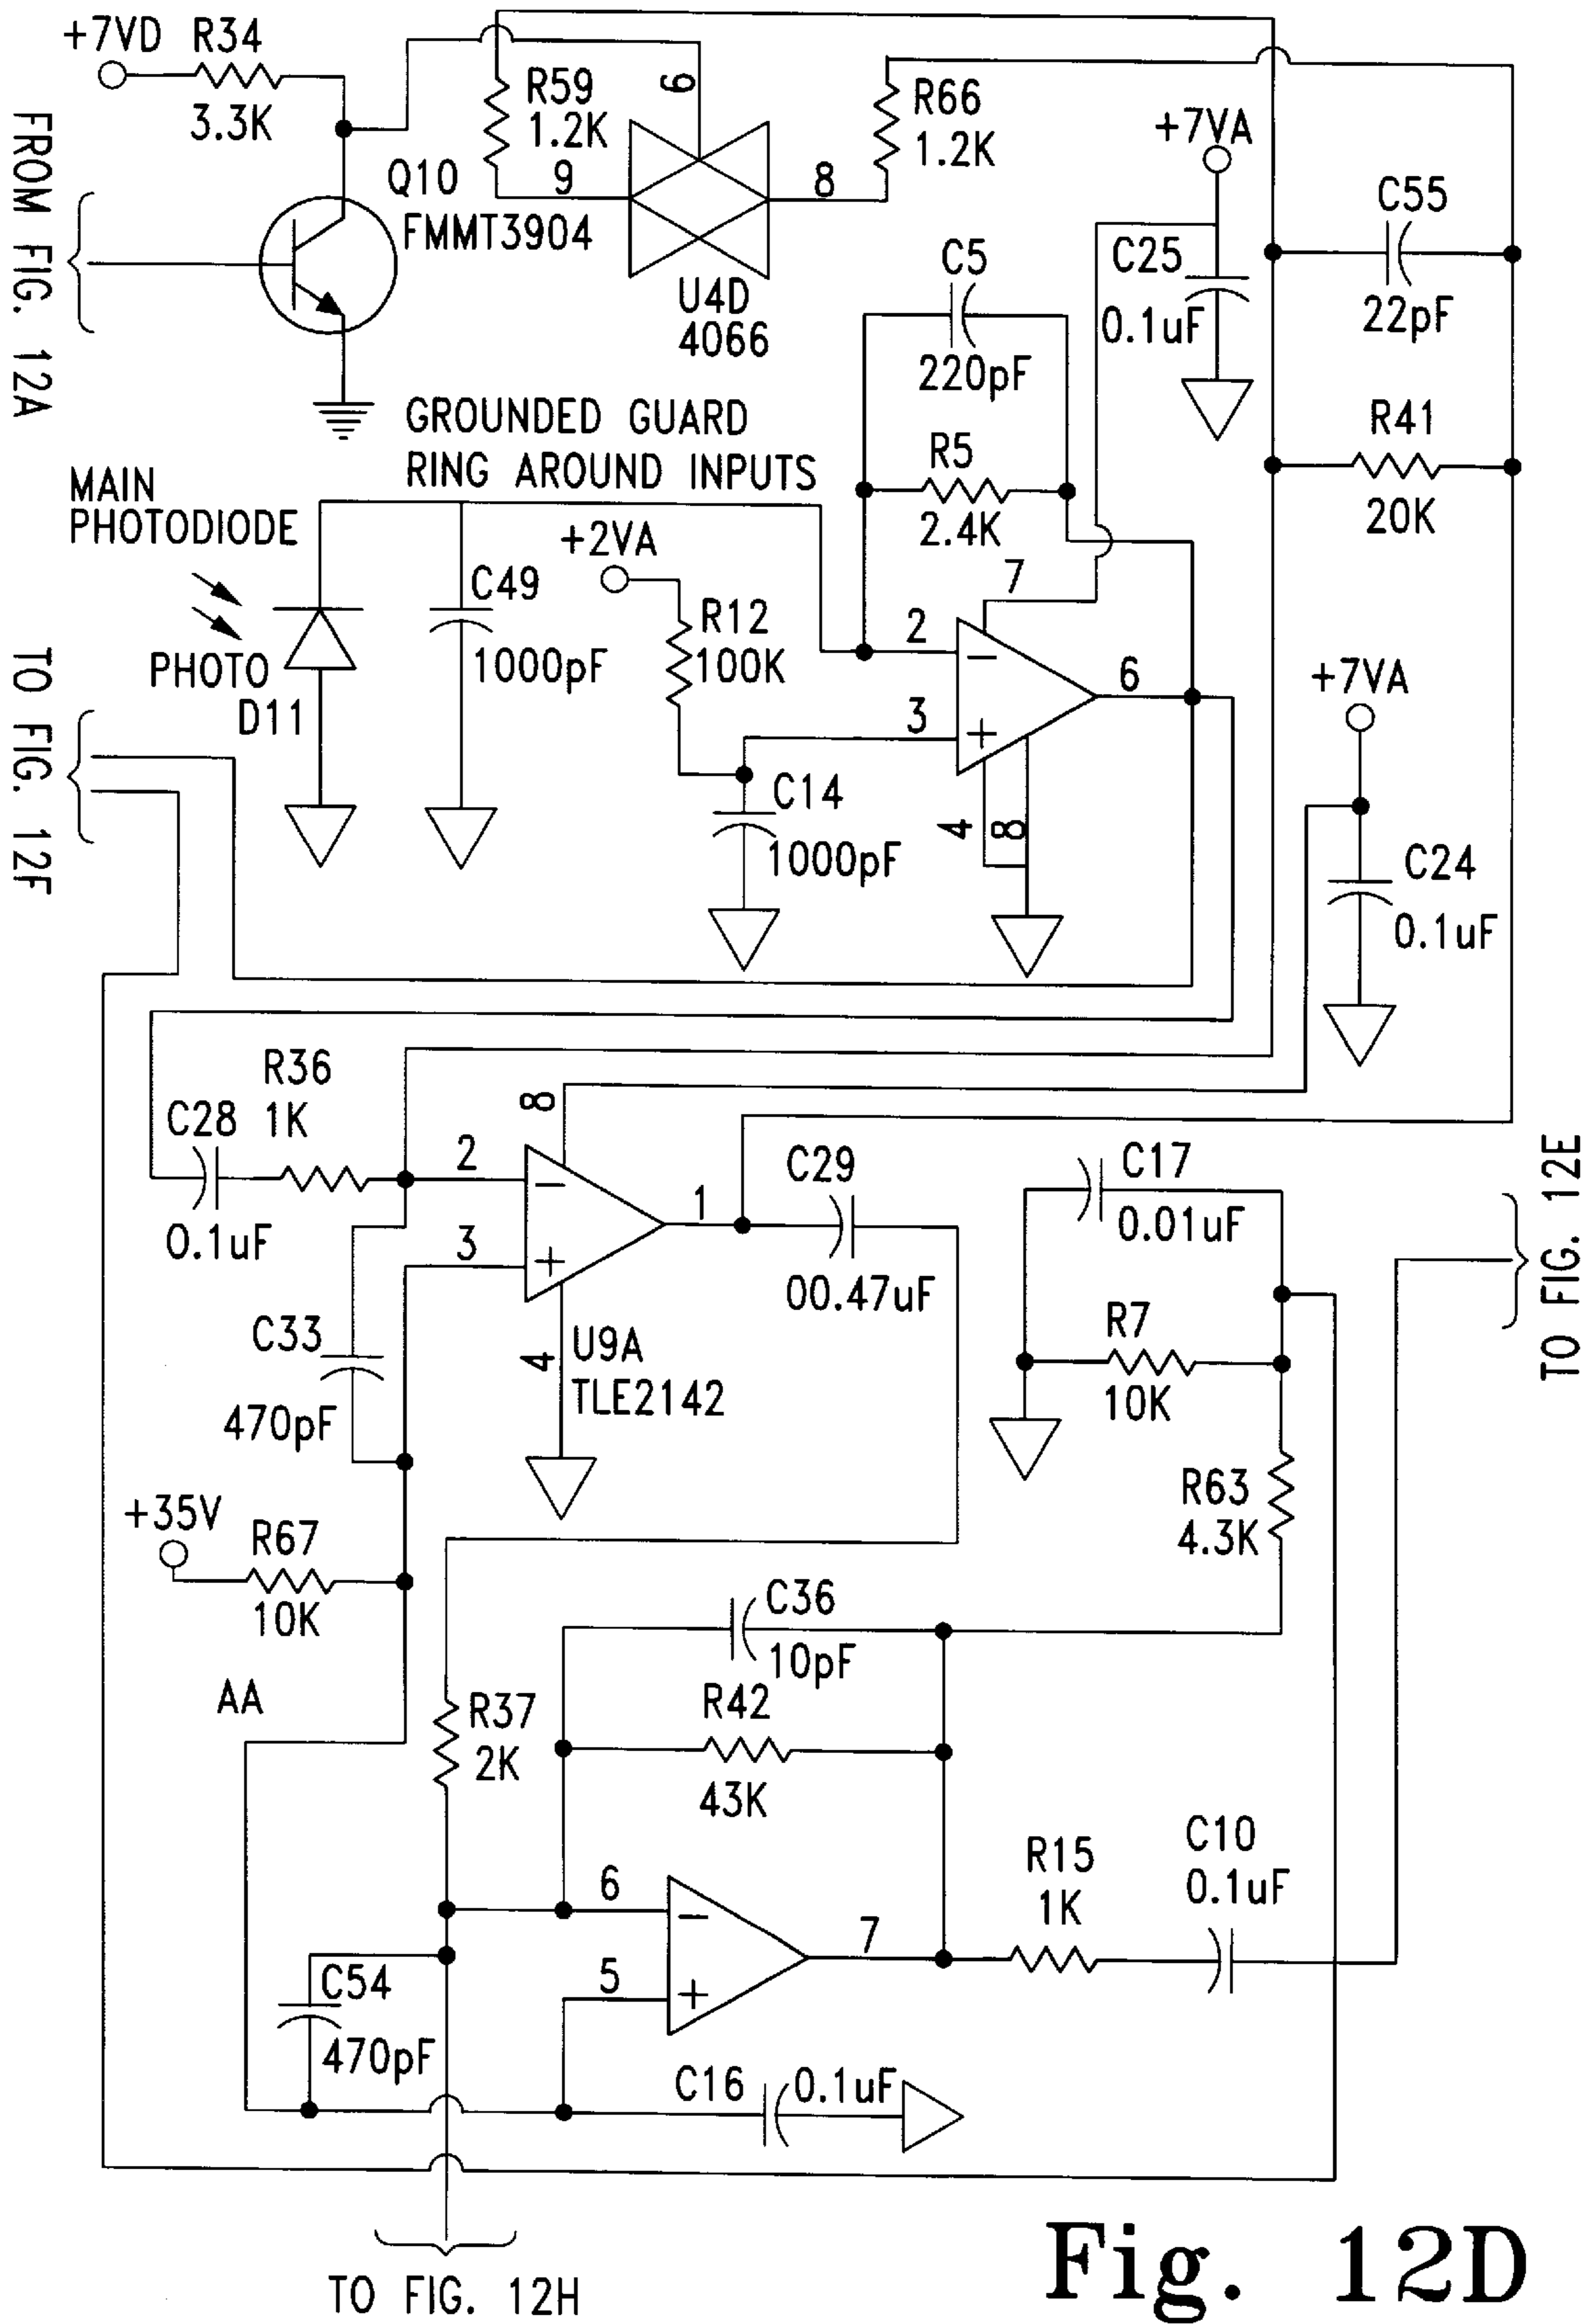 +7VD
R34
3.3K
FROM FIG. 12A
Q10
FMMT3904
R59
1.2K
6
9
8
U4D
4066
R66
1.2K
+7VA
C25
0.1uF
C55
22pF
R41
20K
C5
220pF
R5
2.4K
GROUNDED GUARD
RING AROUND INPUTS
MAIN
PHOTODIODE
PHOTO
D11
C49
1000pF
+2VA
R12
100K
C14
1000pF
2
3
7
6
4
8
−
+
TO FIG. 12F
+7VA
C24
0.1uF
C28
0.1uF
R36
1K
8
2
3
1
4
−
+
U9A
TLE2142
C29
00.47uF
C33
470pF
+35V
R67
10K
AA
C17
0.01uF
R7
10K
R63
4.3K
TO FIG. 12E
C36
10pF
R42
43K
R37
2K
6
5
7
−
+
R15
1K
C10
0.1uF
C54
470pF
C16
0.1uF
TO FIG. 12H
Fig. 12D